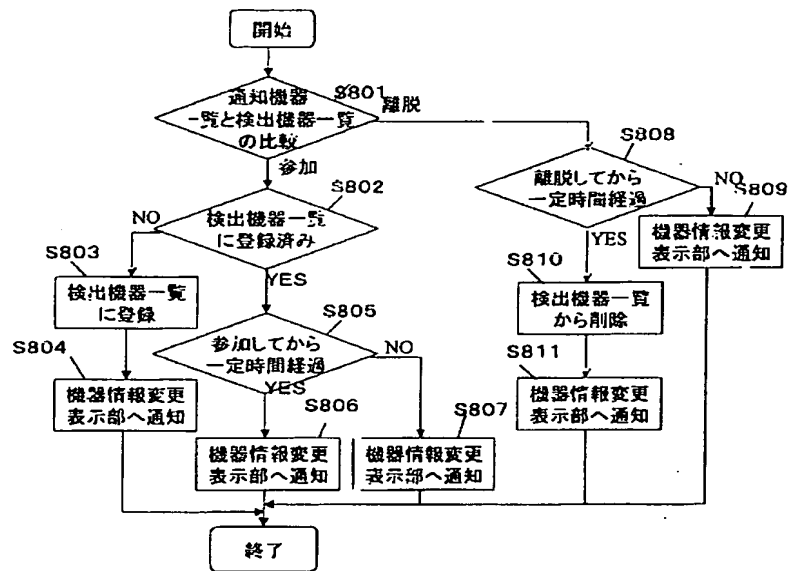 開始
S801
通知機器
一覧と検出機器一覧
の比較
離脱
参加
S802
検出機器一覧
に登録済み
NO
YES
S803
検出機器一覧
に登録
S804
機器情報変更
表示部へ通知
S805
参加してから
一定時間経過
NO
YES
S806
機器情報変更
表示部へ通知
S807
機器情報変更
表示部へ通知
S808
離脱してから
一定時間経過
NO
YES
S809
機器情報変更
表示部へ通知
S810
検出機器一覧
から削除
S811
機器情報変更
表示部へ通知
終了